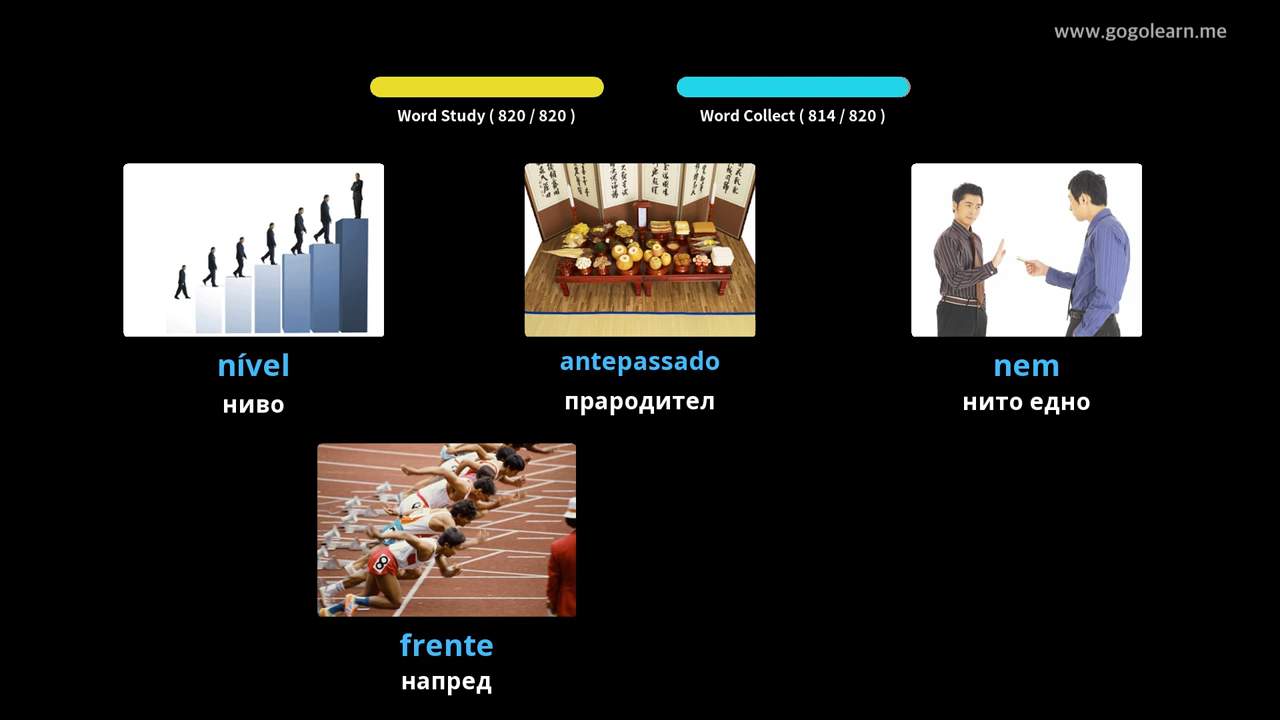 www.gogolearn.me
Word Study ( 820 / 820 )
Word Collect ( 814 / 820 )
nível
ниво
antepassado
прародител
nem
нито едно
frente
напред